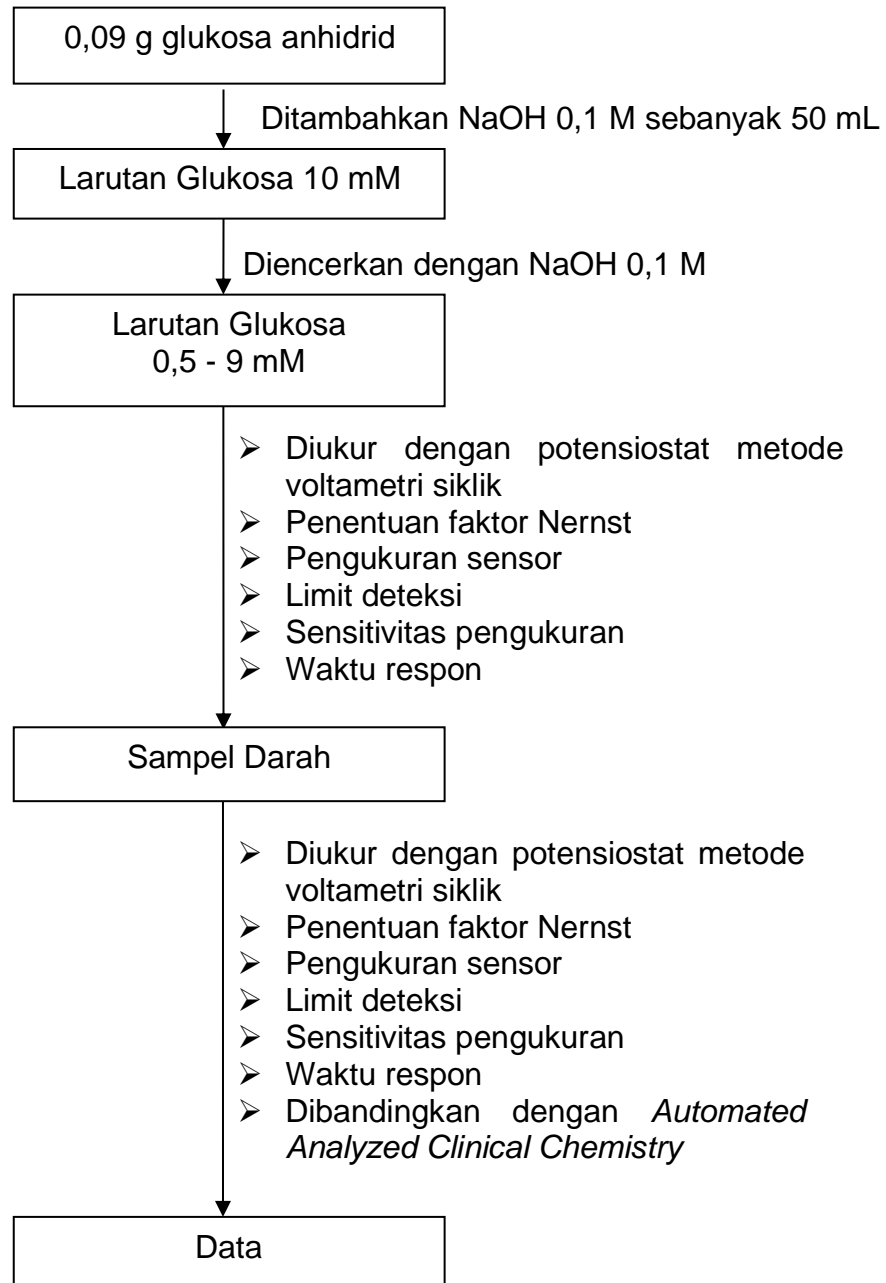 0,09 g glukosa anhidrid
Ditambahkan NaOH 0,1 M sebanyak 50 mL
Larutan Glukosa 10 mM
Diencerkan dengan NaOH 0,1 M
Larutan Glukosa
0,5 - 9 mM
➢ Diukur dengan potensiostat metode
voltametri siklik
➢ Penentuan faktor Nernst
➢ Pengukuran sensor
➢ Limit deteksi
➢ Sensitivitas pengukuran
➢ Waktu respon
Sampel Darah
➢ Diukur dengan potensiostat metode
voltametri siklik
➢ Penentuan faktor Nernst
➢ Pengukuran sensor
➢ Limit deteksi
➢ Sensitivitas pengukuran
➢ Waktu respon
➢ Dibandingkan dengan Automated
Analyzed Clinical Chemistry
Data